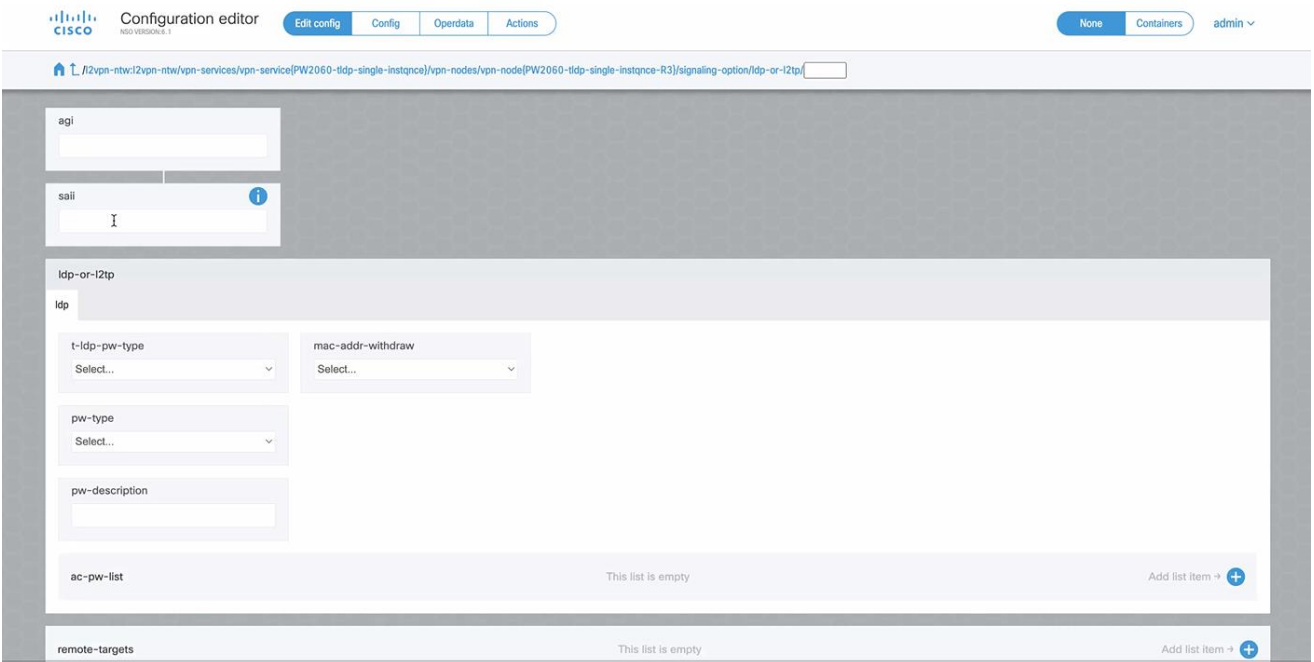 CISCO
Configuration editor
NSO VERSION:6.1
Edit config
Config
Operdata
Actions
None
Containers
admin
/l2vpn-ntw:l2vpn-ntw/vpn-services/vpn-service{PW2060-tldp-single-instqnce}/vpn-nodes/vpn-node{PW2060-tldp-single-instqnce-R3}/signaling-option/ldp-or-l2tp/
agi
saii
ldp-or-l2tp
ldp
t-ldp-pw-type
mac-addr-withdraw
Select...
Select...
pw-type
Select...
pw-description
ac-pw-list
This list is empty
Add list item
remote-targets
This list is empty
Add list item